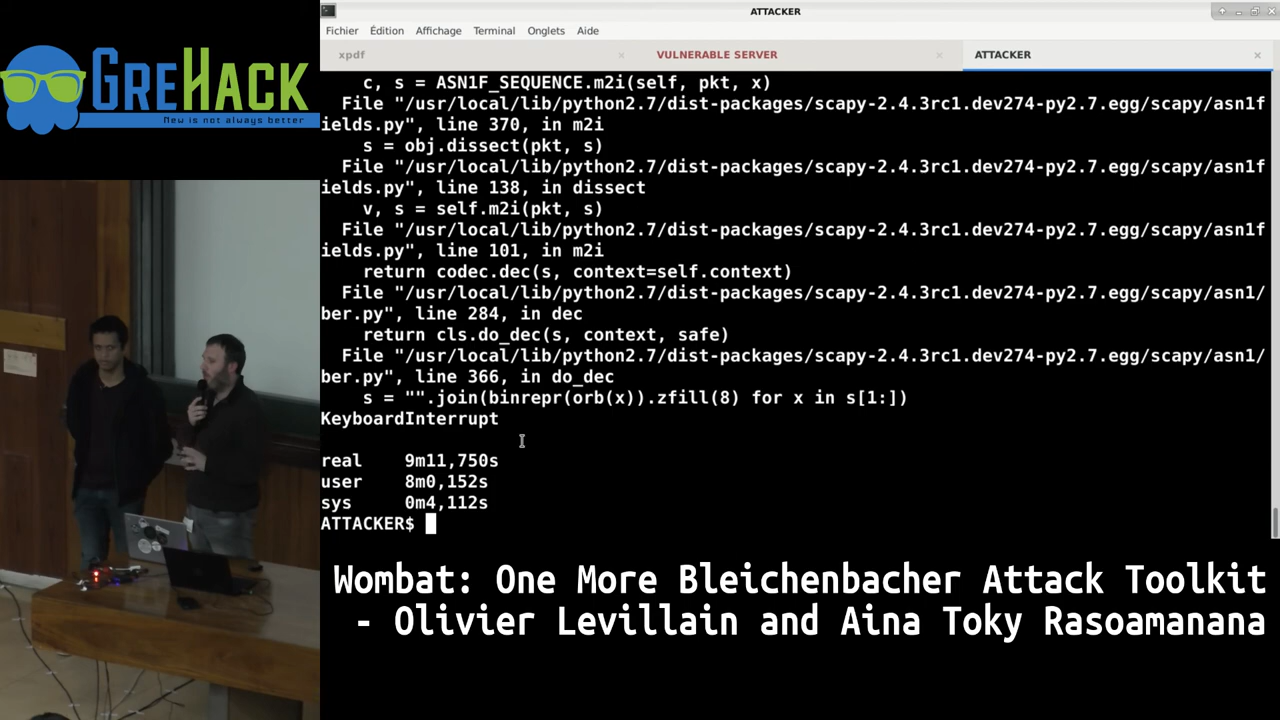 GREHACK
New is not always better
ATTACKER
Fichier Édition Affichage Terminal Onglets Aide
xpdf × VULNERABLE SERVER × ATTACKER ×
c, s = ASN1F_SEQUENCE.m2i(self, pkt, x)
File "/usr/local/lib/python2.7/dist-packages/scapy-2.4.3rc1.dev274-py2.7.egg/scapy/asn1f
ields.py", line 370, in m2i
s = obj.dissect(pkt, s)
File "/usr/local/lib/python2.7/dist-packages/scapy-2.4.3rc1.dev274-py2.7.egg/scapy/asn1f
ields.py", line 138, in dissect
v, s = self.m2i(pkt, s)
File "/usr/local/lib/python2.7/dist-packages/scapy-2.4.3rc1.dev274-py2.7.egg/scapy/asn1f
ields.py", line 101, in m2i
return codec.dec(s, context=self.context)
File "/usr/local/lib/python2.7/dist-packages/scapy-2.4.3rc1.dev274-py2.7.egg/scapy/asn1/
ber.py", line 284, in dec
return cls.do_dec(s, context, safe)
File "/usr/local/lib/python2.7/dist-packages/scapy-2.4.3rc1.dev274-py2.7.egg/scapy/asn1/
ber.py", line 366, in do_dec
s = "".join(binrepr(orb(x)).zfill(8) for x in s[1:])
KeyboardInterrupt
real 9m11,750s
user 8m0,152s
sys 0m4,112s
ATTACKER$
Wombat: One More Bleichenbacher Attack Toolkit
- Olivier Levillain and Aina Toky Rasoamanana